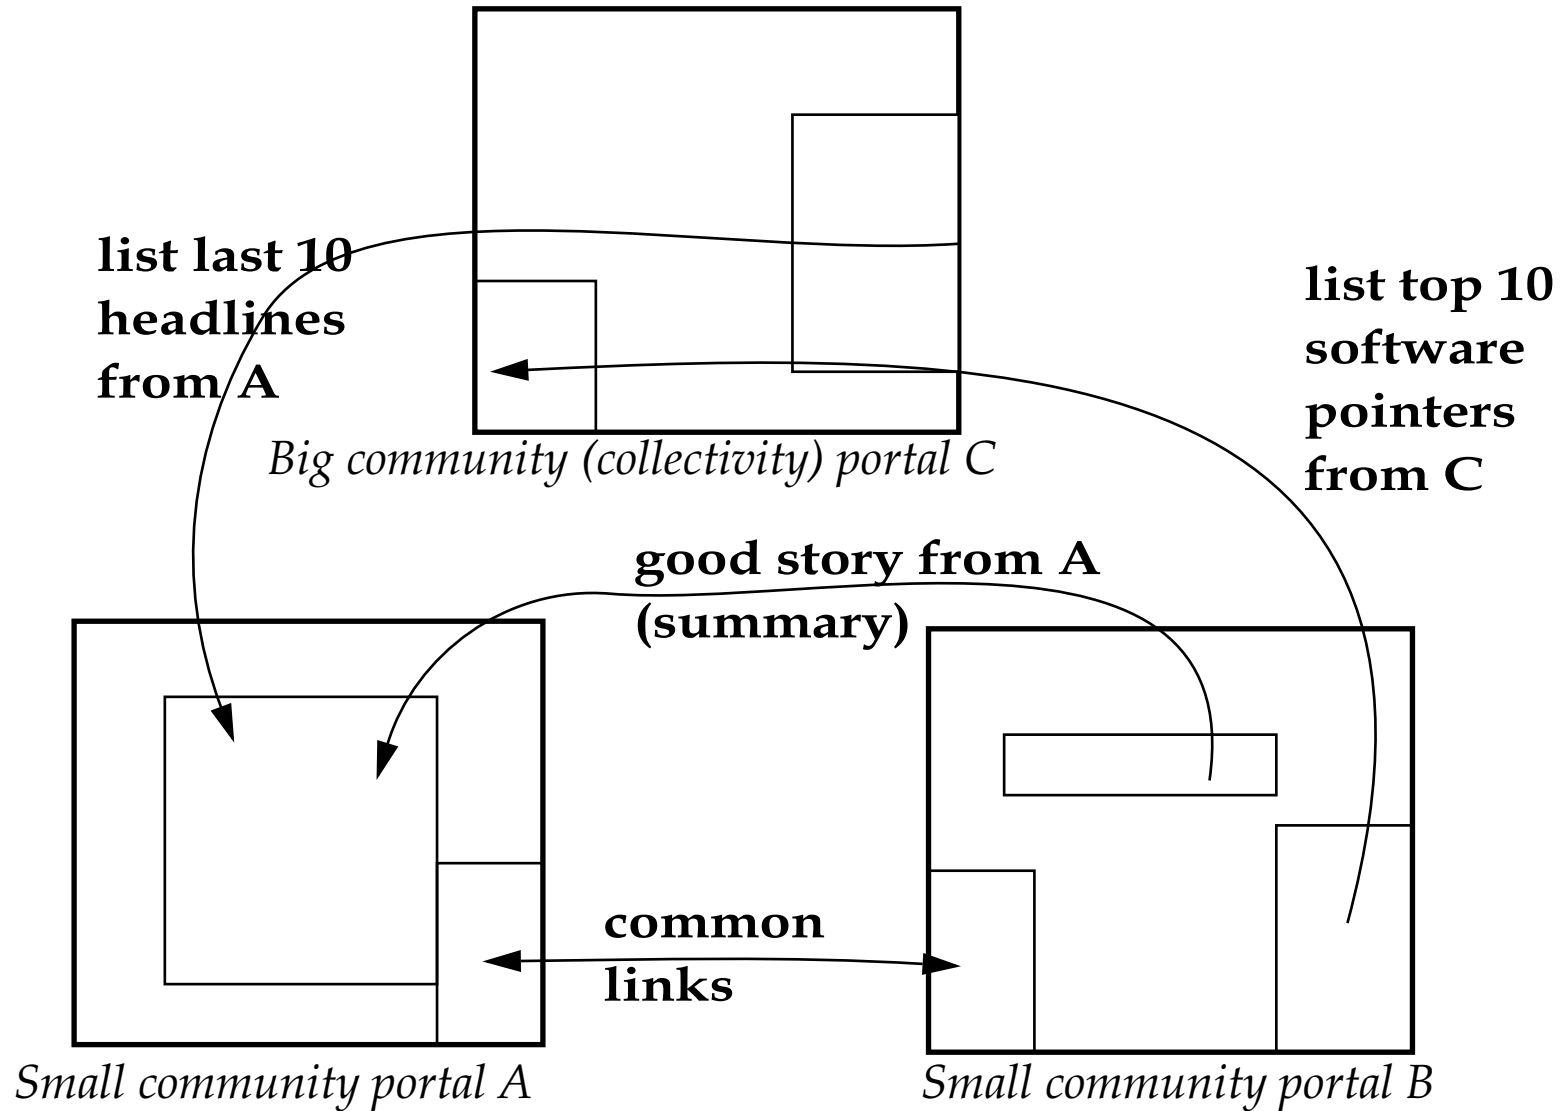 list last 10
headlines
from A
list top 10
software
pointers
from C
Big community (collectivity) portal C
good story from A
(summary)
common
links
Small community portal A
Small community portal B